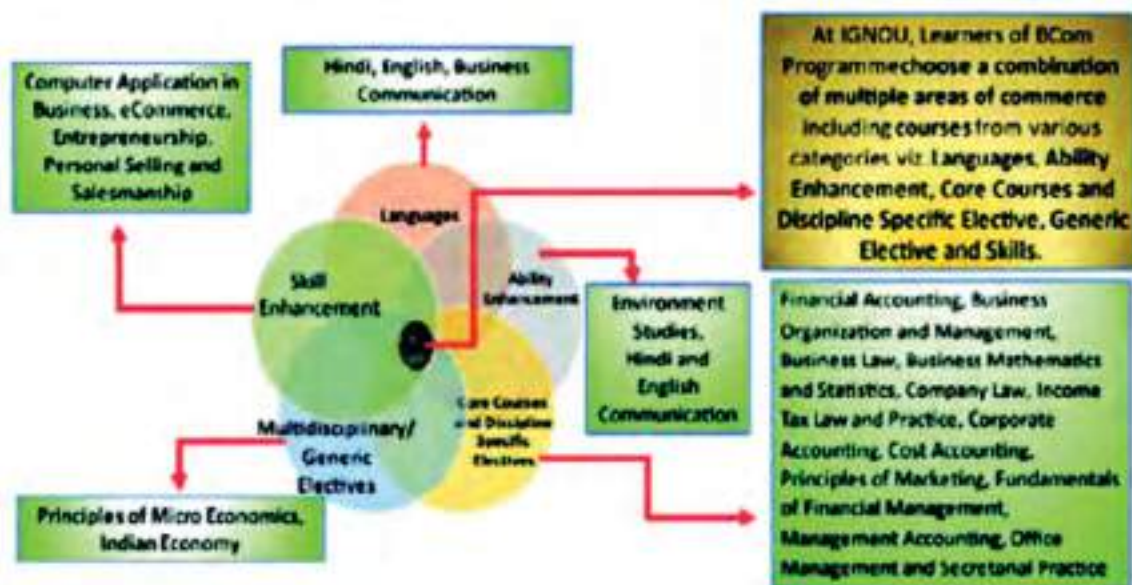 Computer Application in
Business, eCommerce,
Entrepreneurship,
Personal Selling and
Salesmanship
Hindi, English, Business
Communication
At IGNOU, Learners of BCom
Programmechoose a combination
of multiple areas of commerce
including courses from various
categories viz. Languages, Ability
Enhancement, Core Courses and
Discipline Specific Elective, Generic
Elective and Skills.
Languages
Skill
Enhancement
Ability
Enhancement
Environment
Studies,
Hindi and
English
Communication
Financial Accounting, Business
Organization and Management,
Business Law, Business Mathematics
and Statistics, Company Law, Income
Tax Law and Practice, Corporate
Accounting, Cost Accounting,
Principles of Marketing, Fundamentals
of Financial Management,
Management Accounting, Office
Management and Secretarial Practice
Core Courses
and Discipline
Specific
Electives
Multidisciplinary/
Generic
Electives
Principles of Micro Economics,
Indian Economy